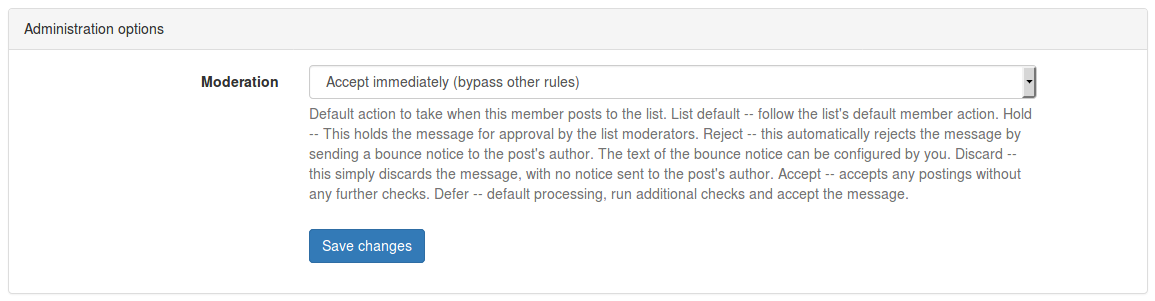 Administration options
Moderation
Accept immediately (bypass other rules)
Default action to take when this member posts to the list. List default -- follow the list's default member action. Hold
-- This holds the message for approval by the list moderators. Reject -- this automatically rejects the message by
sending a bounce notice to the post's author. The text of the bounce notice can be configured by you. Discard --
this simply discards the message, with no notice sent to the post's author. Accept -- accepts any postings without
any further checks. Defer -- default processing, run additional checks and accept the message.
Save changes